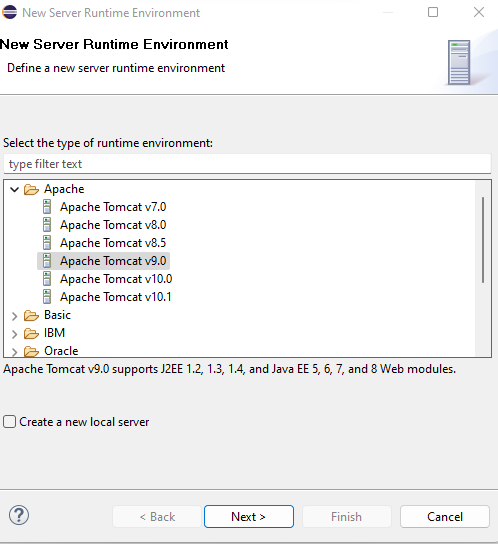 New Server Runtime Environment
New Server Runtime Environment
Define a new server runtime environment
Select the type of runtime environment:
type filter text
Apache
Apache Tomcat v7.0
Apache Tomcat v8.0
Apache Tomcat v8.5
Apache Tomcat v9.0
Apache Tomcat v10.0
Apache Tomcat v10.1
Basic
IBM
Oracle
Apache Tomcat v9.0 supports J2EE 1.2, 1.3, 1.4, and Java EE 5, 6, 7, and 8 Web modules.
Create a new local server
? < Back Next > Finish Cancel